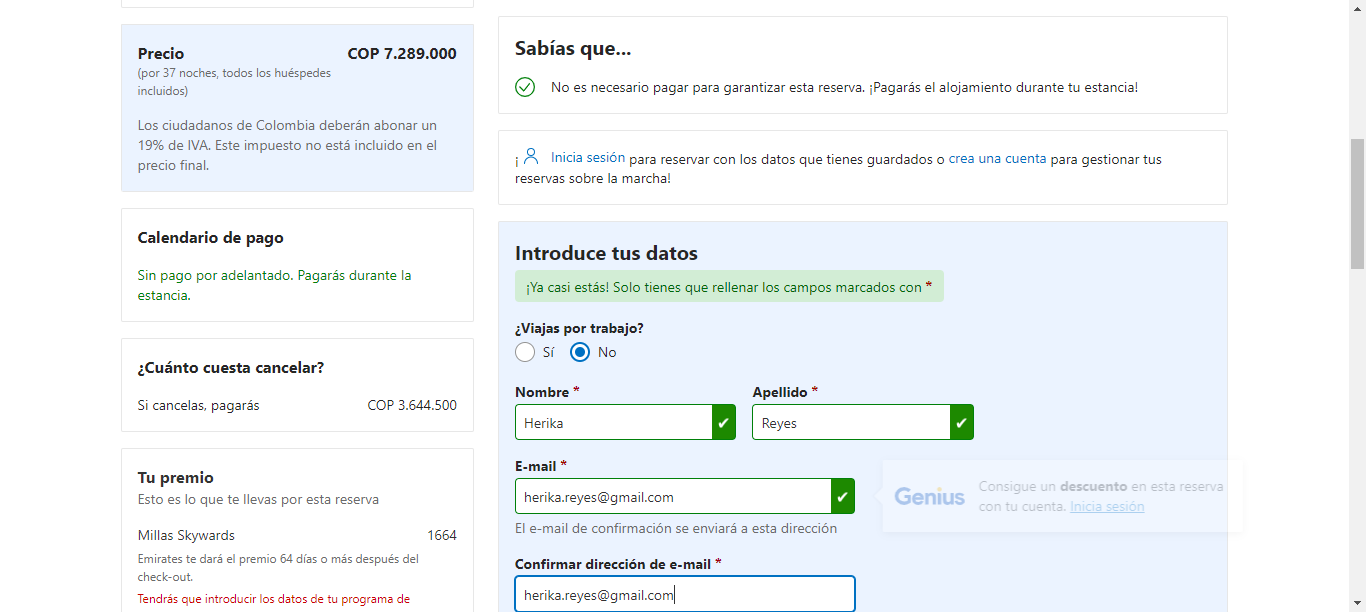 Precio COP 7.289.000
(por 37 noches, todos los huéspedes
incluidos)
Los ciudadanos de Colombia deberán abonar un
19% de IVA. Este impuesto no está incluido en el
precio final.
Calendario de pago
Sin pago por adelantado. Pagarás durante la
estancia.
¿Cuánto cuesta cancelar?
Si cancelas, pagarás COP 3.644.500
Tu premio
Esto es lo que te llevas por esta reserva
Millas Skywards 1664
Emirates te dará el premio 64 días o más después del
check-out.
Tendrás que introducir los datos de tu programa de
Sabías que...
No es necesario pagar para garantizar esta reserva. ¡Pagarás el alojamiento durante tu estancia!
¡ Inicia sesión para reservar con los datos que tienes guardados o crea una cuenta para gestionar tus
reservas sobre la marcha!
Introduce tus datos
¡Ya casi estás! Solo tienes que rellenar los campos marcados con *
¿Viajas por trabajo?
Sí No
Nombre * Apellido *
Herika Reyes
E-mail *
herika.reyes@gmail.com
El e-mail de confirmación se enviará a esta dirección
Genius Consigue un descuento en esta reserva
con tu cuenta. Inicia sesión
Confirmar dirección de e-mail *
herika.reyes@gmail.com